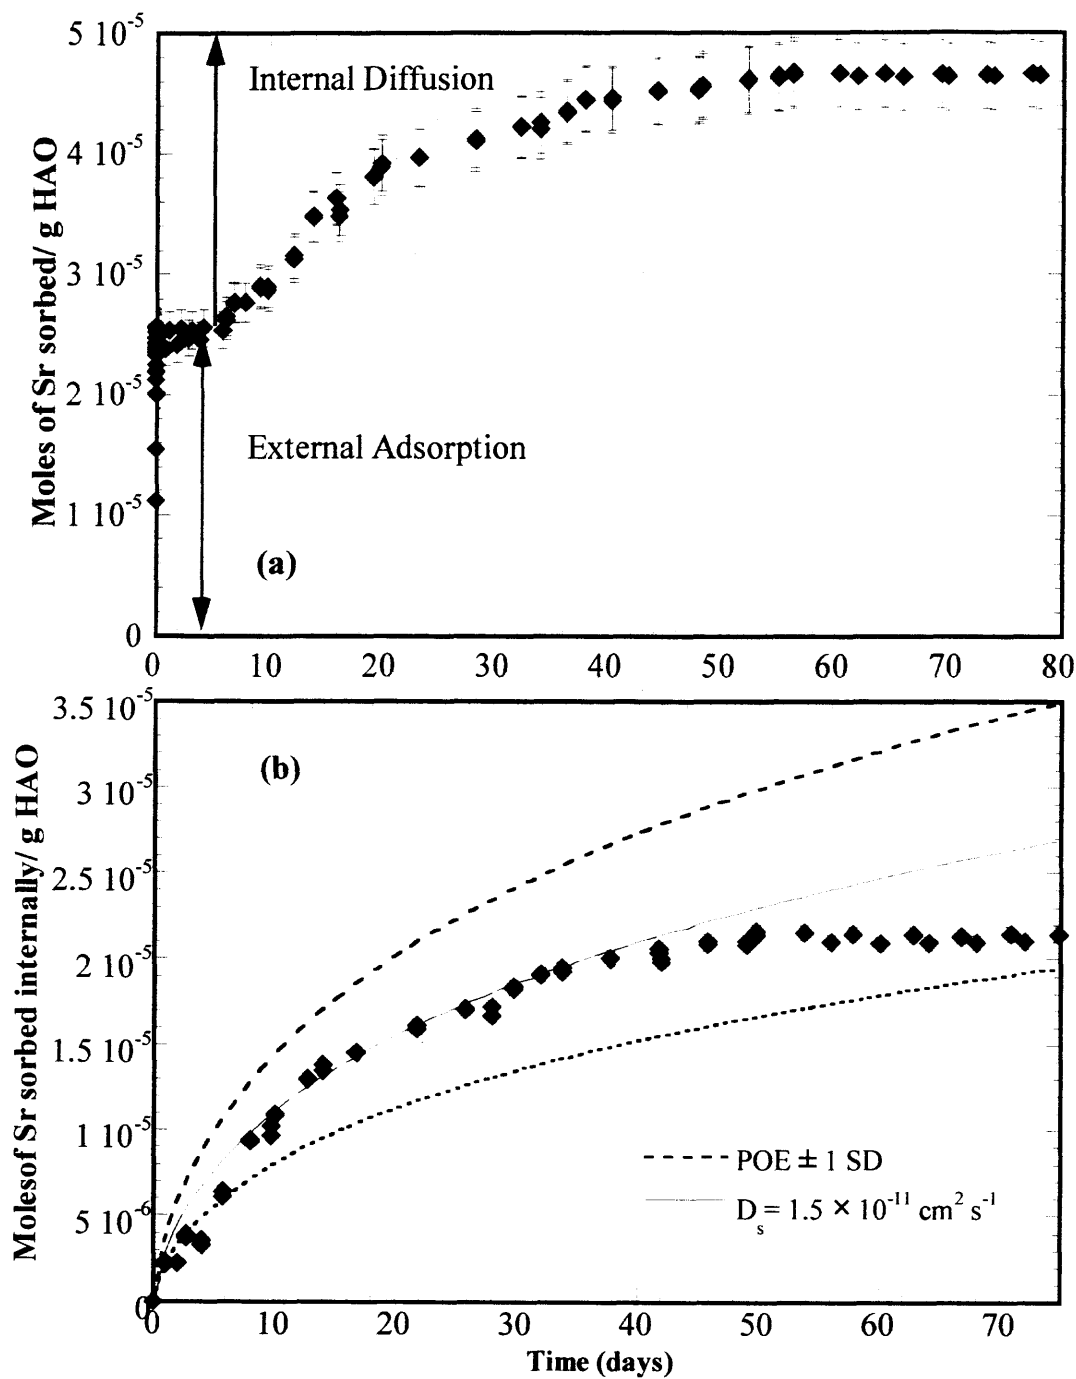 5 10⁻⁵
Internal Diffusion
4 10⁻⁵
3 10⁻⁵
2 10⁻⁵
External Adsorption
1 10⁻⁵
(a)
0
Moles of Sr sorbed/ g HAO
0 10 20 30 40 50 60 70 80
3.5 10⁻⁵
(b)
3 10⁻⁵
2.5 10⁻⁵
2 10⁻⁵
1.5 10⁻⁵
1 10⁻⁵
POE ± 1 SD
5 10⁻⁶
Dₛ = 1.5 × 10⁻¹¹ cm² s⁻¹
0
Molesof Sr sorbed internally/ g HAO
0 10 20 30 40 50 60 70
Time (days)